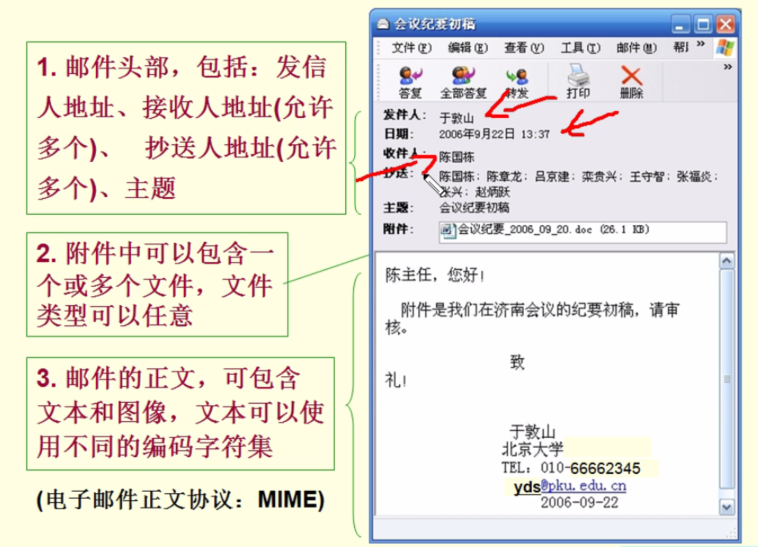 会议纪要初稿
文件(F) 编辑(E) 查看(V) 工具(T) 邮件(M) 帮 »
答复 全部答复 转发 打印 删除 »
发件人: 于敦山
日期: 2006年9月22日 13:37
收件人: 陈国栋
抄送: 陈国栋; 陈章龙; 吕京建; 栾贵兴; 王守智; 张福炎;
张兴; 赵炳跃
主题: 会议纪要初稿
附件: 会议纪要_2006_09_20.doc (26.1 KB)
陈主任，您好！
附件是我们在济南会议的纪要初稿，请审
核。
致
礼！
于敦山
北京大学
TEL: 010-66662345
yds@pku.edu.cn
2006-09-22
1. 邮件头部，包括：发信
人地址、接收人地址(允许
多个)、 抄送人地址(允许
多个)、主题
2. 附件中可以包含一
个或多个文件，文件
类型可以任意
3. 邮件的正文，可包含
文本和图像，文本可以使
用不同的编码字符集
(电子邮件正文协议：MIME)